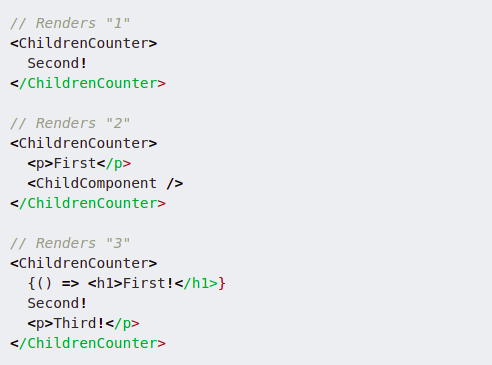 // Renders "1"
<ChildrenCounter>
  Second!
</ChildrenCounter>

// Renders "2"
<ChildrenCounter>
  <p>First</p>
  <ChildComponent />
</ChildrenCounter>

// Renders "3"
<ChildrenCounter>
  {() => <h1>First!</h1>}
  Second!
  <p>Third!</p>
</ChildrenCounter>